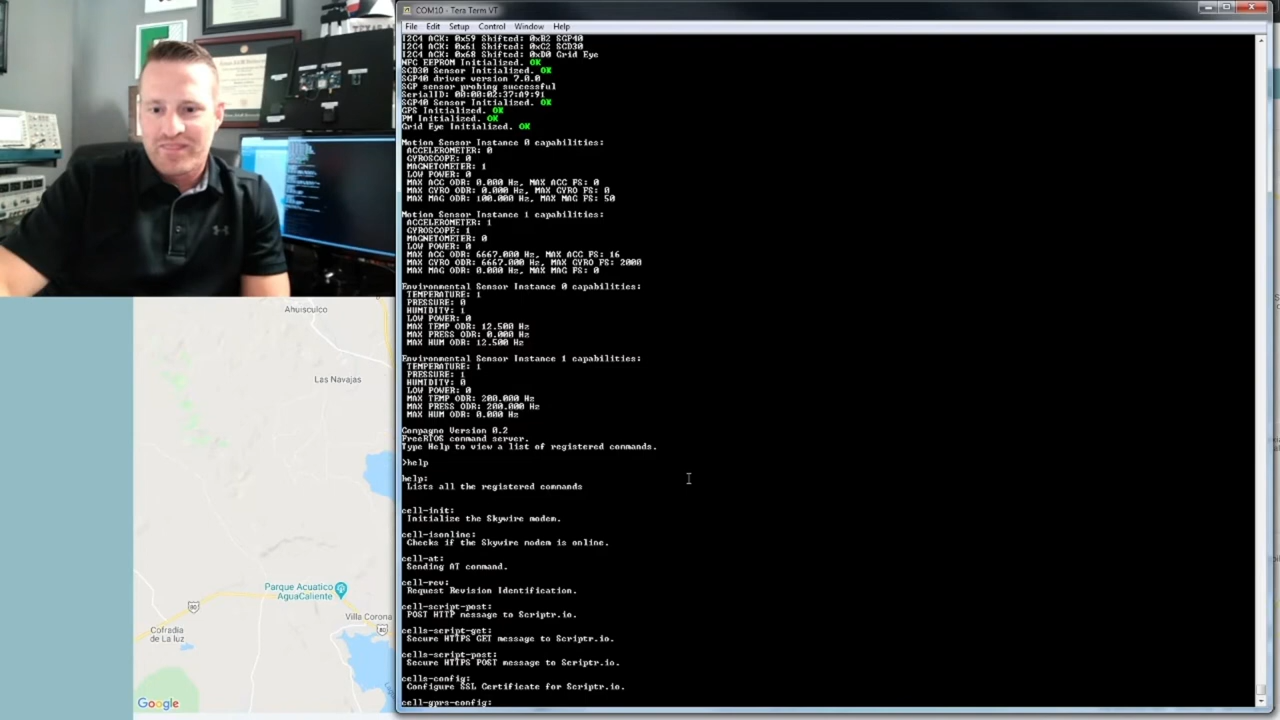 COM10 - Tera Term VT
File Edit Setup Control Window Help
I2C4 ACK: 0x59 Shifted: 0xB2 SGP40
I2C4 ACK: 0x61 Shifted: 0xC2 SCD30
I2C4 ACK: 0x68 Shifted: 0xD0 Grid Eye
NFC EEPROM Initialized. OK
SCD30 Sensor Initialized. OK
SGP40 driver version 7.0.0
SGP sensor probing successful
SerialID: 00:00:02:37:A9:91
SGP40 Sensor Initialized. OK
GPS Initialized. OK
PM Initialized. OK
Grid Eye Initialized. OK
Motion Sensor Instance 0 capabilities:
ACCELEROMETER: 0
GYROSCOPE: 0
MAGNETOMETER: 1
LOW POWER: 0
MAX ACC ODR: 0.000 Hz, MAX ACC FS: 0
MAX GYRO ODR: 0.000 Hz, MAX GYRO FS: 0
MAX MAG ODR: 100.000 Hz, MAX MAG FS: 50
Motion Sensor Instance 1 capabilities:
ACCELEROMETER: 1
GYROSCOPE: 1
MAGNETOMETER: 0
LOW POWER: 0
MAX ACC ODR: 6667.000 Hz, MAX ACC FS: 16
MAX GYRO ODR: 6667.000 Hz, MAX GYRO FS: 2000
MAX MAG ODR: 0.000 Hz, MAX MAG FS: 0
Environmental Sensor Instance 0 capabilities:
TEMPERATURE: 1
PRESSURE: 0
HUMIDITY: 1
LOW POWER: 0
MAX TEMP ODR: 12.500 Hz
MAX PRESS ODR: 0.000 Hz
MAX HUM ODR: 12.500 Hz
Environmental Sensor Instance 1 capabilities:
TEMPERATURE: 1
PRESSURE: 1
HUMIDITY: 0
LOW POWER: 0
MAX TEMP ODR: 200.000 Hz
MAX PRESS ODR: 200.000 Hz
MAX HUM ODR: 0.000 Hz
Compagno Version 0.2
FreeRTOS command server.
Type Help to view a list of registered commands.
>help
help:
Lists all the registered commands
cell-init:
Initialize the Skywire modem.
cell-isonline:
Checks if the Skywire modem is online.
cell-at:
Sending AT command.
cell-rev:
Request Revision Identification.
cell-script-post:
POST HTTP message to Scriptr.io.
cells-script-get:
Secure HTTPS GET message to Scriptr.io.
cells-script-post:
Secure HTTPS POST message to Scriptr.io.
cells-config:
Configure SSL Certificate for Scriptr.io.
cell-gprs-config:
Ahuisculco
Las Navajas
Parque Acuatico
AguaCaliente
80
Villa Corona
80
Cofradia
de La luz
Google